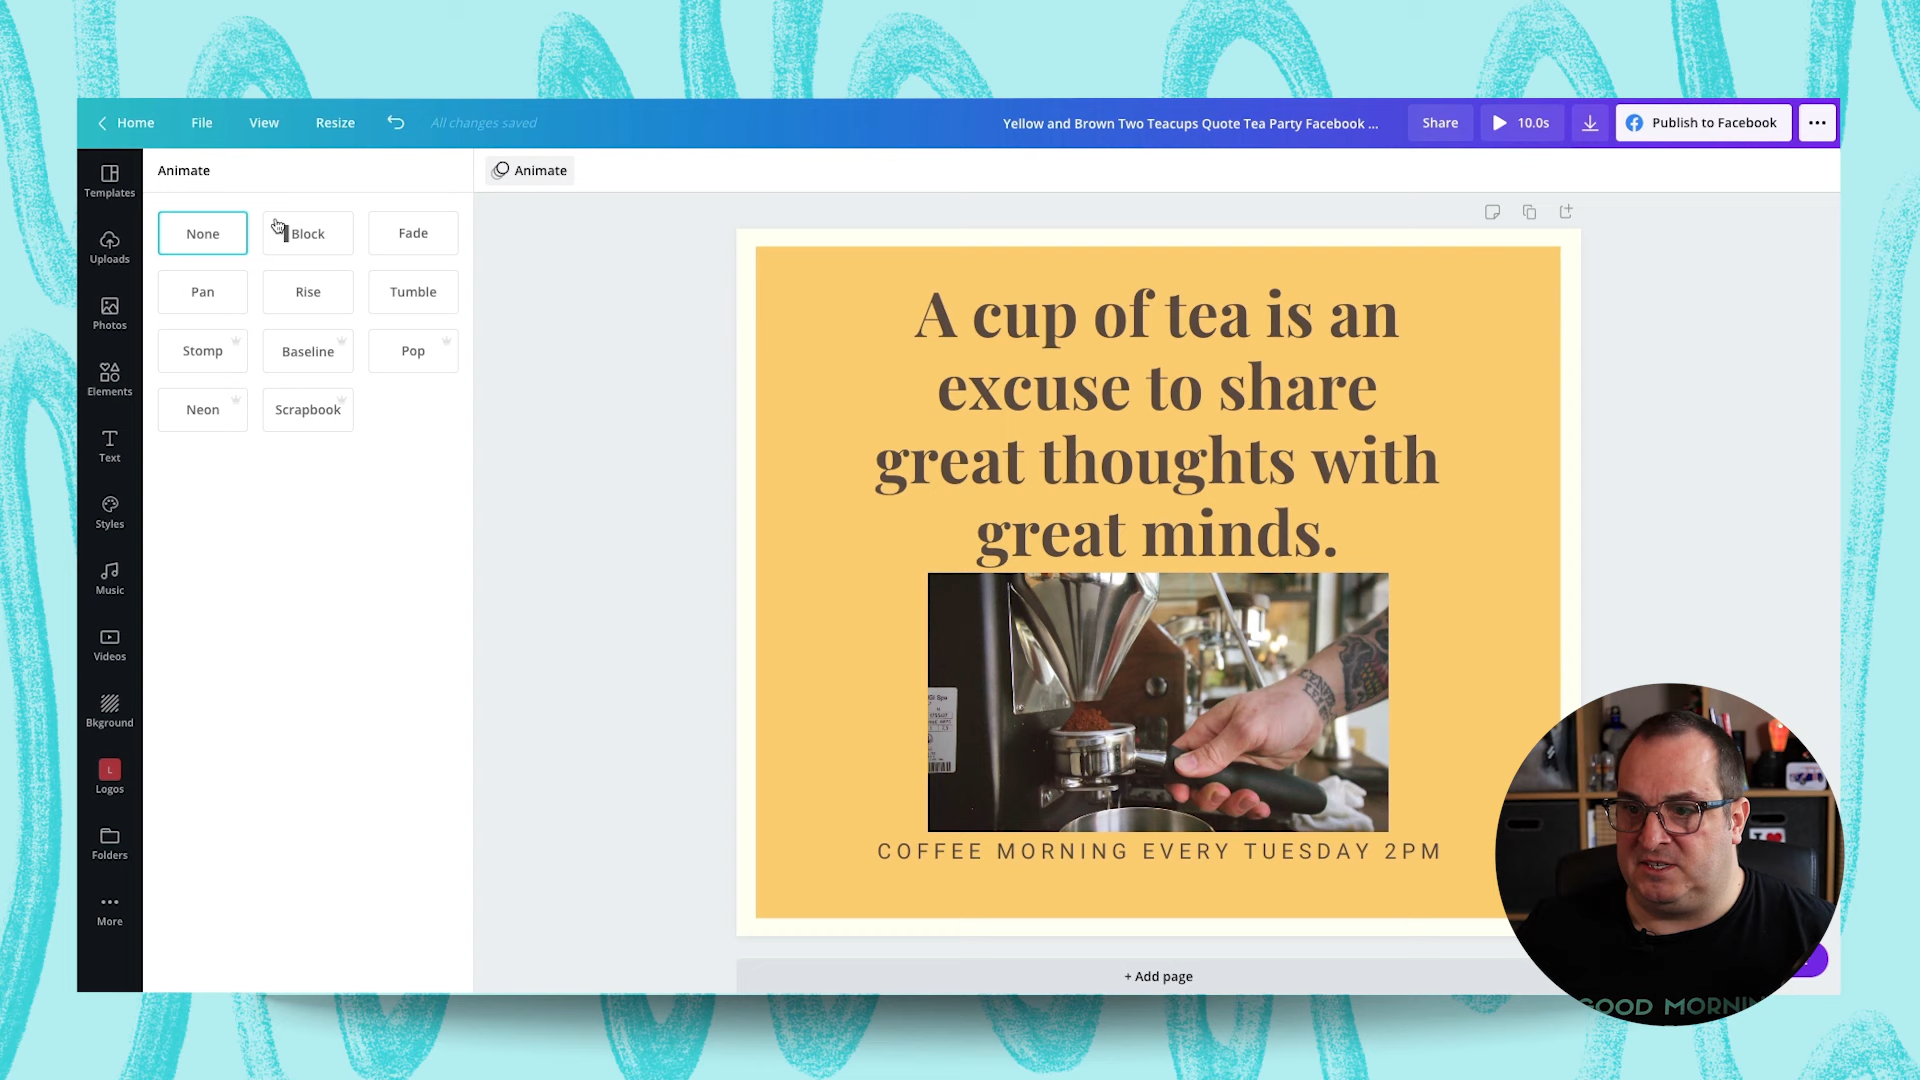 Home
File
View
Resize
All changes saved
Yellow and Brown Two Teacups Quote Tea Party Facebook ...
Share
10.0s
Publish to Facebook
Templates
Uploads
Photos
Elements
Text
Styles
Music
Videos
Bkground
L
Logos
Folders
More
Animate
None
Block
Fade
Pan
Rise
Tumble
Stomp
Baseline
Pop
Neon
Scrapbook
Animate
A cup of tea is an
excuse to share
great thoughts with
great minds.
COFFEE MORNING EVERY TUESDAY 2PM
+ Add page
GOOD MORNIN